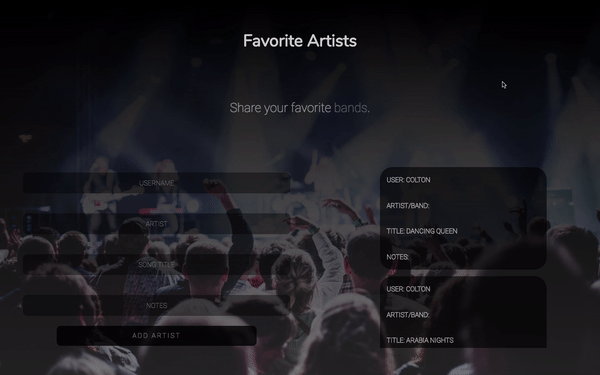 Favorite Artists
Share your favorite bands.
USERNAME
ARTIST
SONG TITLE
NOTES
ADD ARTIST
USER: COLTON
ARTIST/BAND:
TITLE: DANCING QUEEN
NOTES:
USER: COLTON
ARTIST/BAND:
TITLE: ARABIA NIGHTS